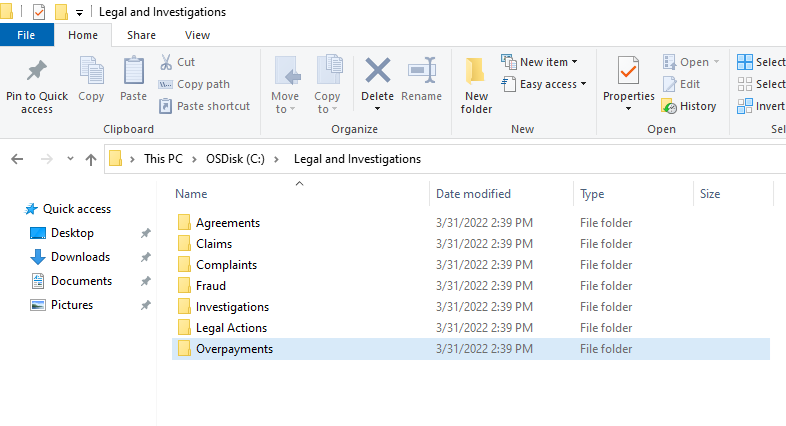 Legal and Investigations
File Home Share View
Pin to Quick access
Copy
Paste
Cut
Copy path
Paste shortcut
Clipboard
Move to
Copy to
Delete
Rename
Organize
New folder
New item
Easy access
New
Properties
Open
Edit
History
Open
Select
Select
Invert
Sel
This PC > OSDisk (C:) > Legal and Investigations
Quick access
Desktop
Downloads
Documents
Pictures
Name Date modified Type Size
Agreements 3/31/2022 2:39 PM File folder
Claims 3/31/2022 2:39 PM File folder
Complaints 3/31/2022 2:39 PM File folder
Fraud 3/31/2022 2:39 PM File folder
Investigations 3/31/2022 2:39 PM File folder
Legal Actions 3/31/2022 2:39 PM File folder
Overpayments 3/31/2022 2:39 PM File folder